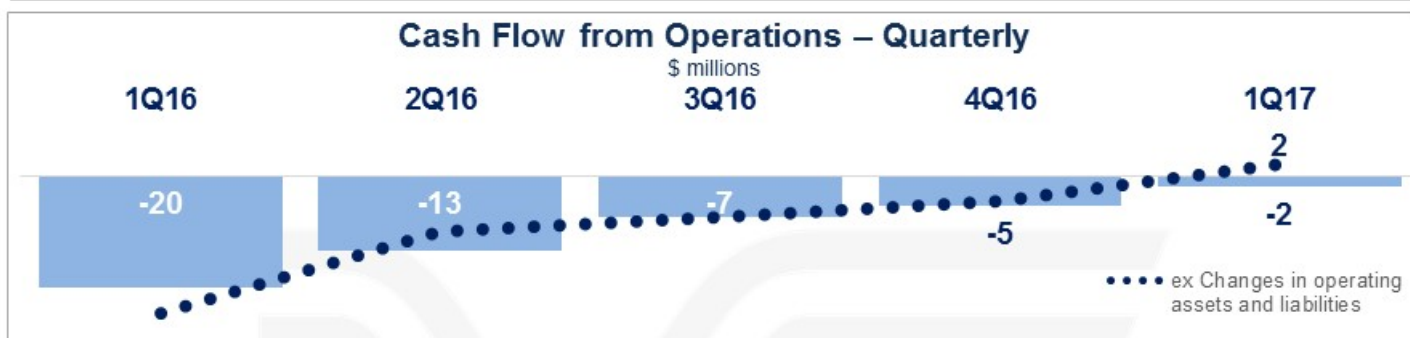 Cash Flow from Operations – Quarterly
$ millions
1Q16 2Q16 3Q16 4Q16 1Q17
2
-20 -13 -7 -5 -2
ex Changes in operating
assets and liabilities